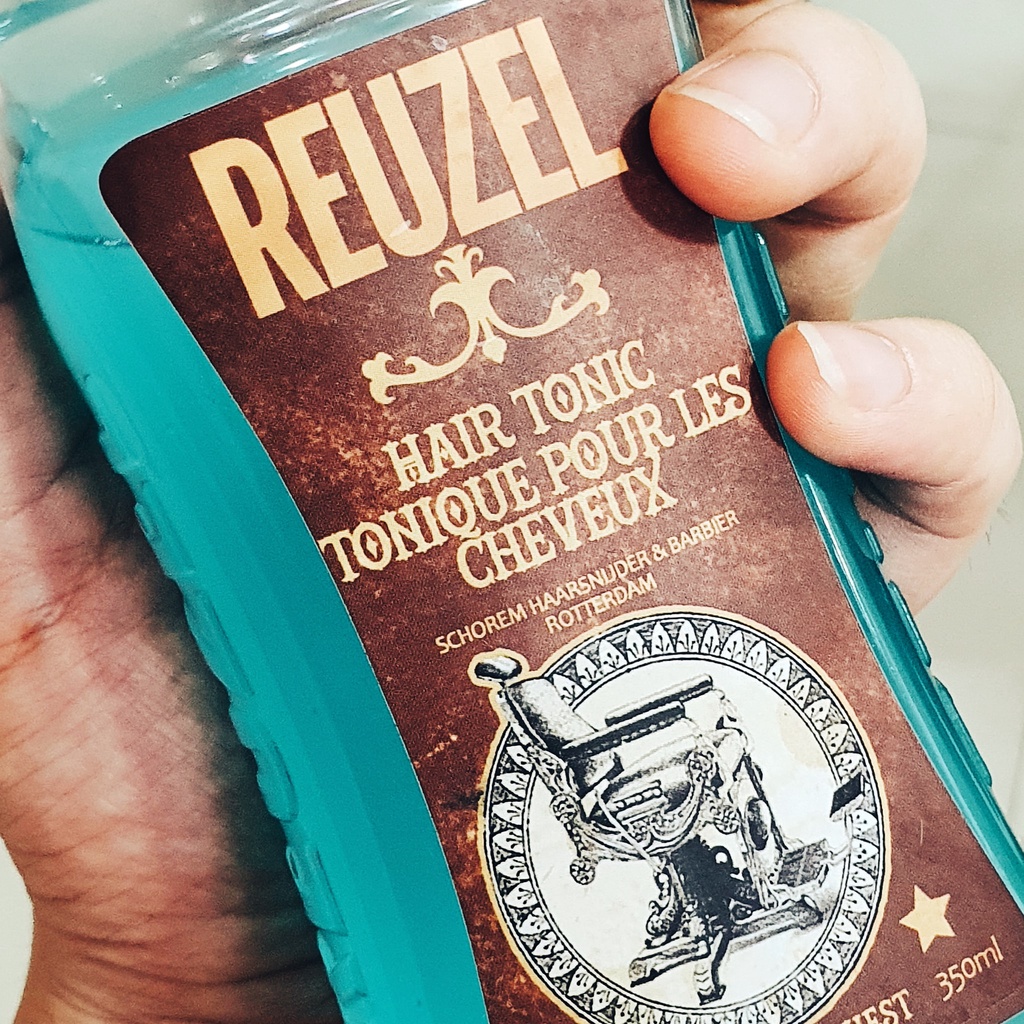 REUZEL
HAIR TONIC
TONIQUE POUR LES
CHEVEUX
SCHOREM HAARSNIJDER & BARBIER
ROTTERDAM
350ml